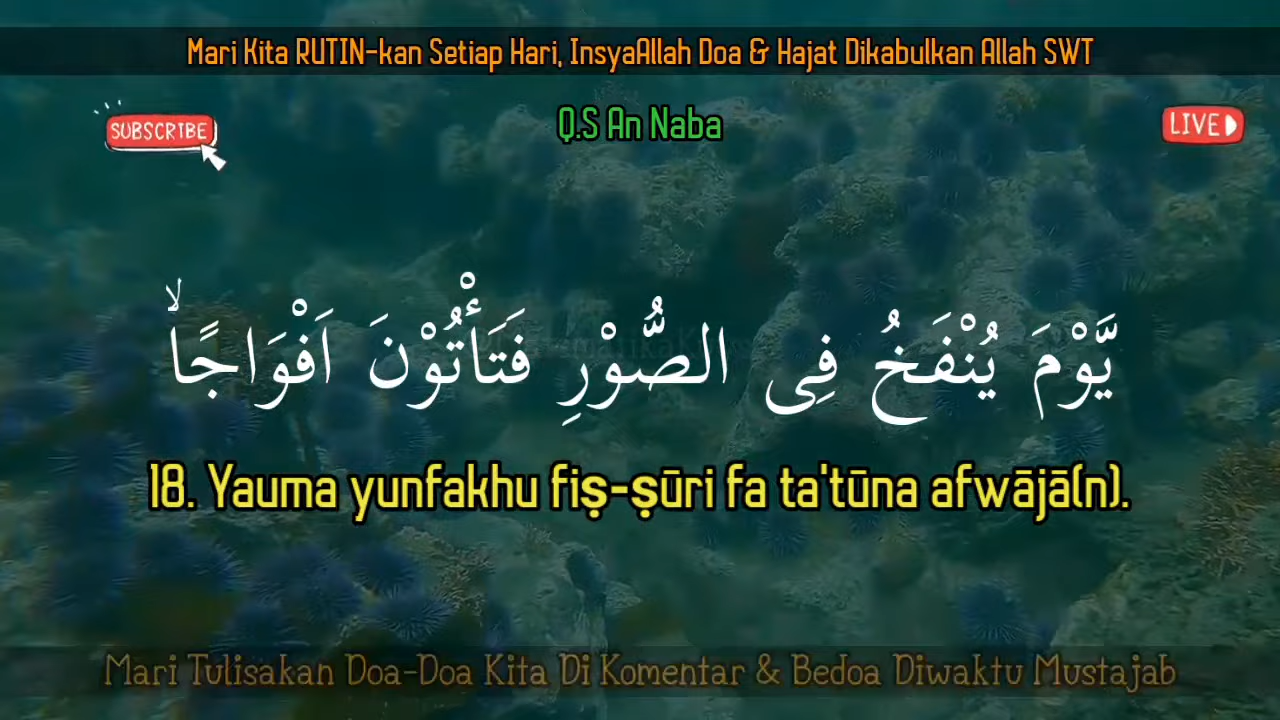 Mari Kita RUTIN-kan Setiap Hari, InsyaAllah Doa & Hajat Dikabulkan Allah SWT
SUBSCRIBE
Q.S An Naba
LIVE
يَّوْمَ يُنْفَخُ فِى الصُّوْرِ فَتَأْتُوْنَ اَفْوَاجًاۙ
18. Yauma yunfakhu fiṣ-ṣūri fa ta'tūna afwājā(n).
Mari Tulisakan Doa-Doa Kita Di Komentar & Bedoa Diwaktu Mustajab